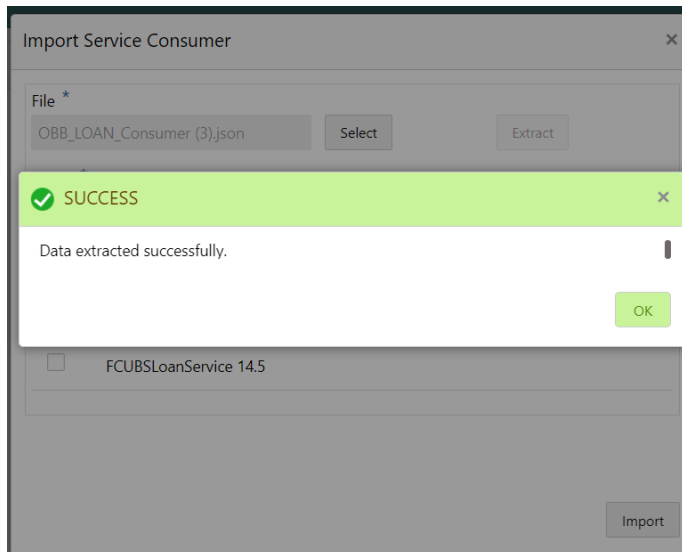 Import Service Consumer
File *
OBB_LOAN_Consumer (3).json Select Extract
SUCCESS
Data extracted successfully.
OK
FCUBSLoanService 14.5
Import